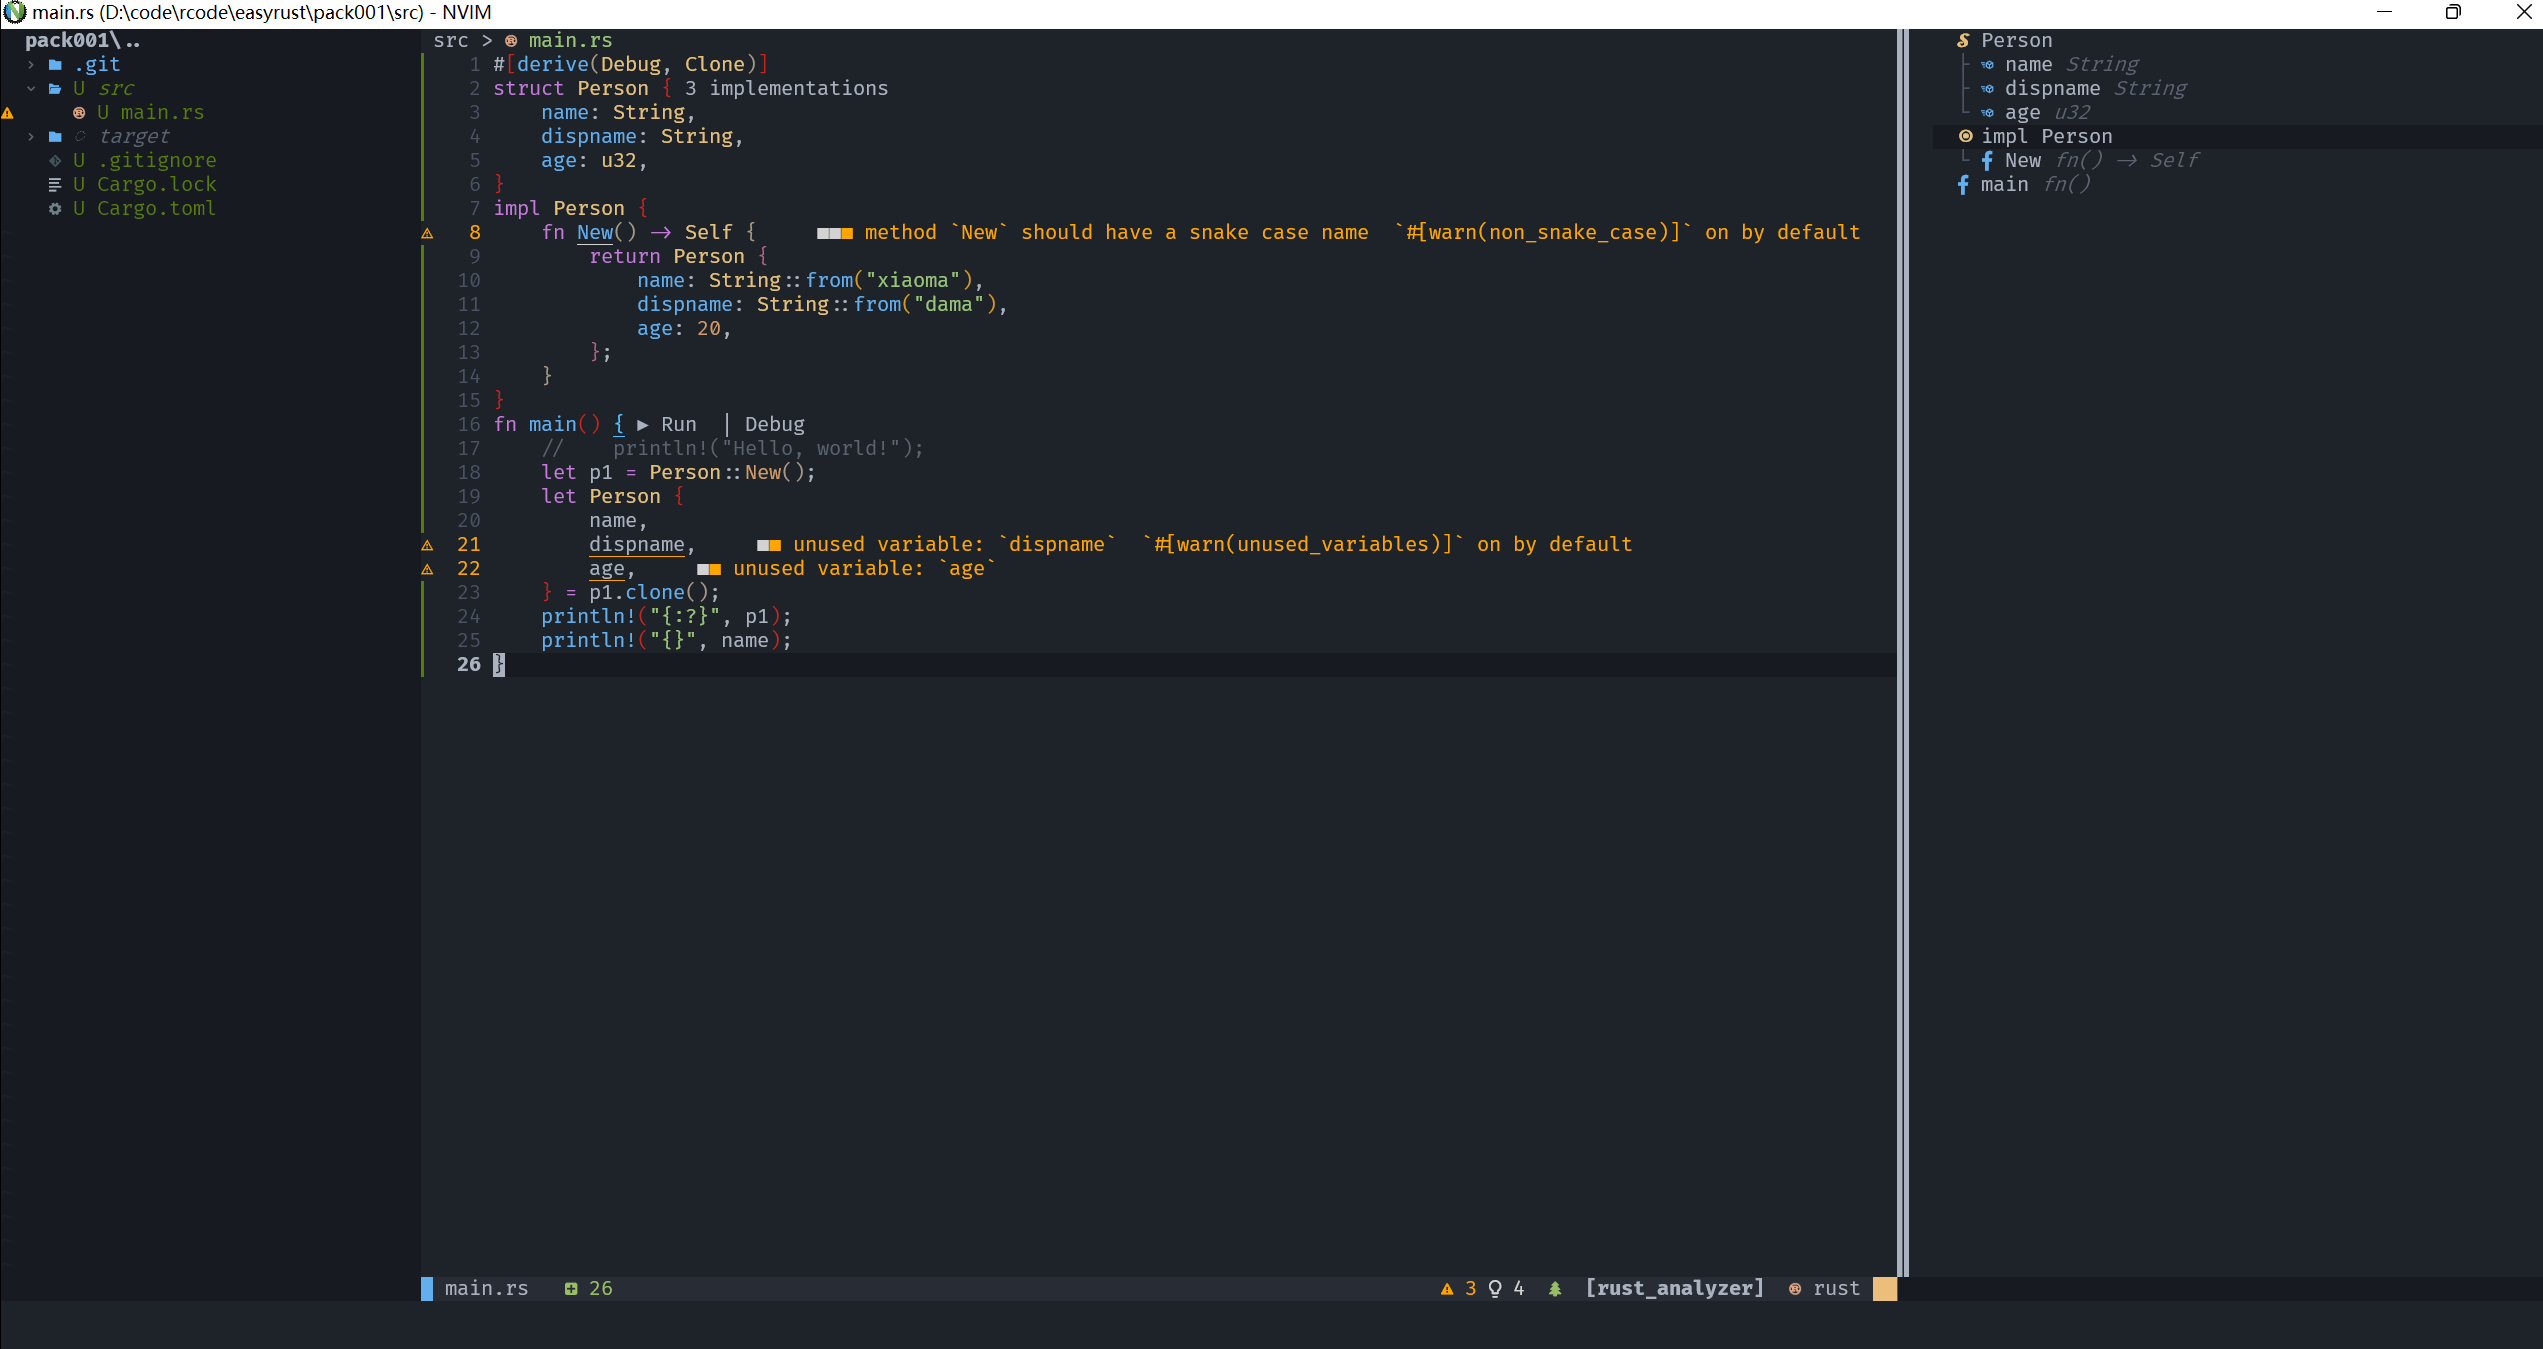 main.rs (D:\code\rcode\easyrust\pack001\src) - NVIM
pack001\..
.git
U src
U main.rs
target
U .gitignore
U Cargo.lock
U Cargo.toml
src > main.rs
1 #[derive(Debug, Clone)]
2 struct Person { 3 implementations
3     name: String,
4     dispname: String,
5     age: u32,
6 }
7 impl Person {
8     fn New() -> Self {     ■■■ method `New` should have a snake case name  `#[warn(non_snake_case)]` on by default
9         return Person {
10             name: String::from("xiaoma"),
11             dispname: String::from("dama"),
12             age: 20,
13         };
14     }
15 }
16 fn main() { ▶ Run  | Debug
17     //    println!("Hello, world!");
18     let p1 = Person::New();
19     let Person {
20         name,
21         dispname,     ■■ unused variable: `dispname`  `#[warn(unused_variables)]` on by default
22         age,     ■■ unused variable: `age`
23     } = p1.clone();
24     println!("{:?}", p1);
25     println!("{}", name);
26 }
Person
name String
dispname String
age u32
impl Person
New fn() -> Self
main fn()
main.rs 26 3 4 [rust_analyzer] rust